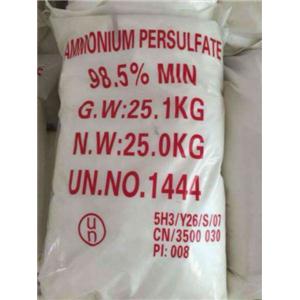 AMMONIUM PERSULFATE
98.5% MIN
G.W:25.1KG
N.W:25.0KG
UN.NO.1444
un
5H3/Y26/S/07
CN/3500 030
PI: 008